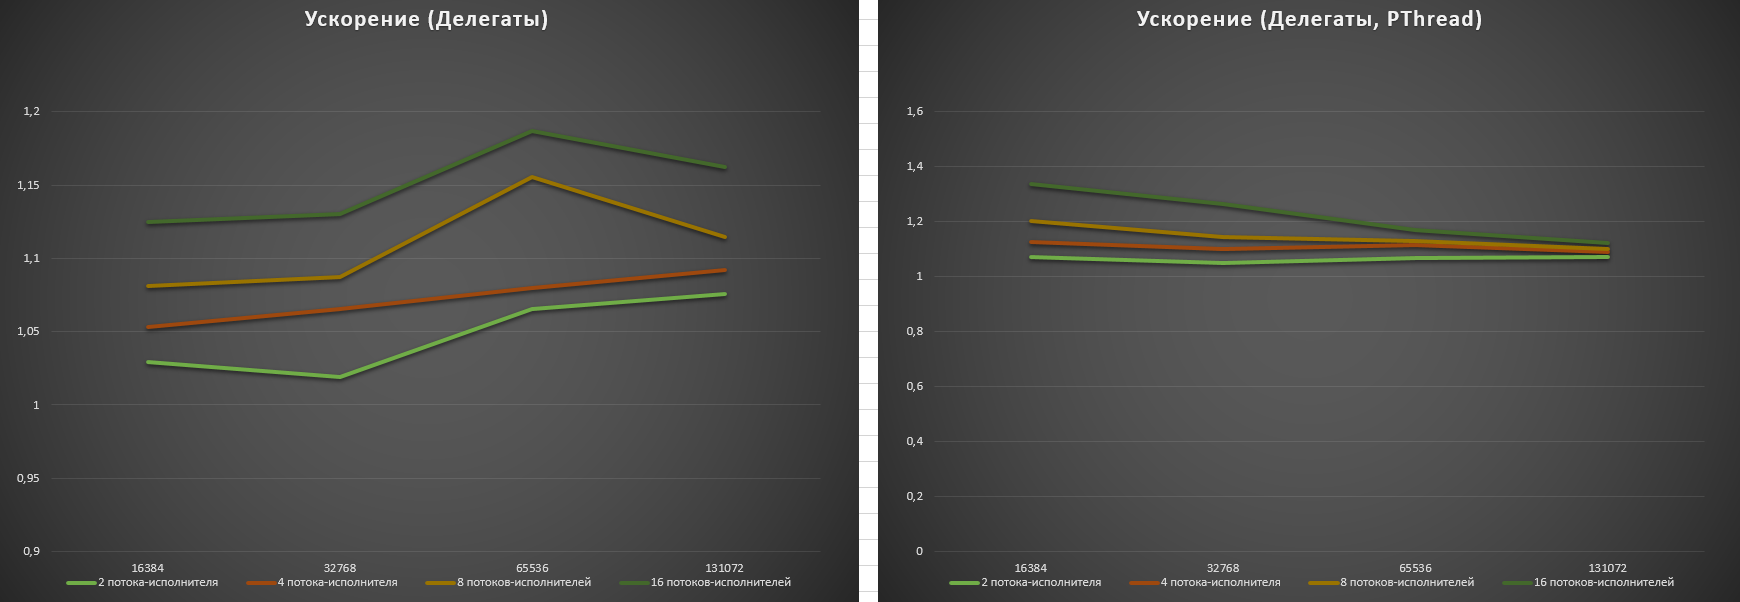 Ускорение (Делегаты)
1,2
1,15
1,1
1,05
1
0,95
0,9
16384 32768 65536 131072
2 потока-исполнителя 4 потока-исполнителя 8 потоков-исполнителей 16 потоков-исполнителей
Ускорение (Делегаты, PThread)
1,6
1,4
1,2
1
0,8
0,6
0,4
0,2
0
16384 32768 65536 131072
2 потока-исполнителя 4 потока-исполнителя 8 потоков-исполнителей 16 потоков-исполнителей